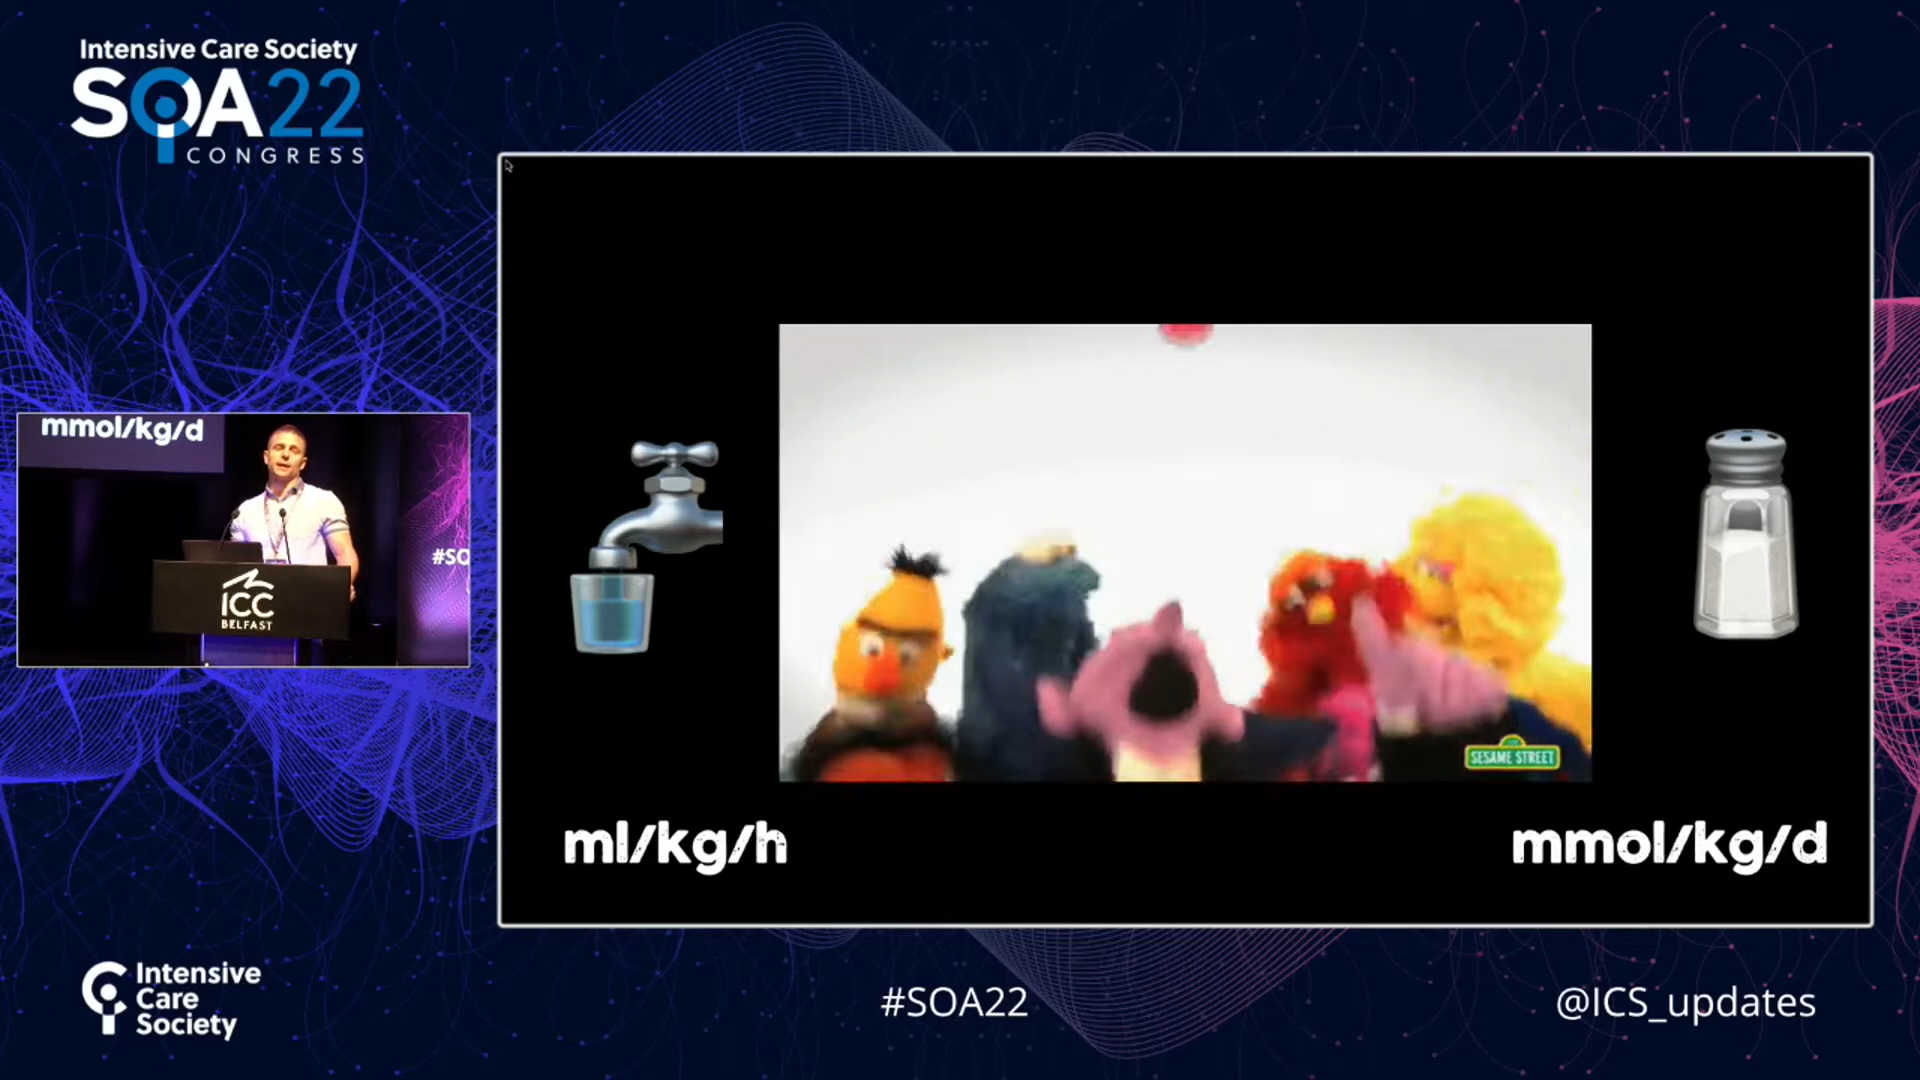 Intensive Care Society
SOA22
CONGRESS
mmol/kg/d
#SO
ICC
BELFAST
SESAME STREET
ml/kg/h
mmol/kg/d
Intensive
Care
Society
#SOA22
@ICS_updates